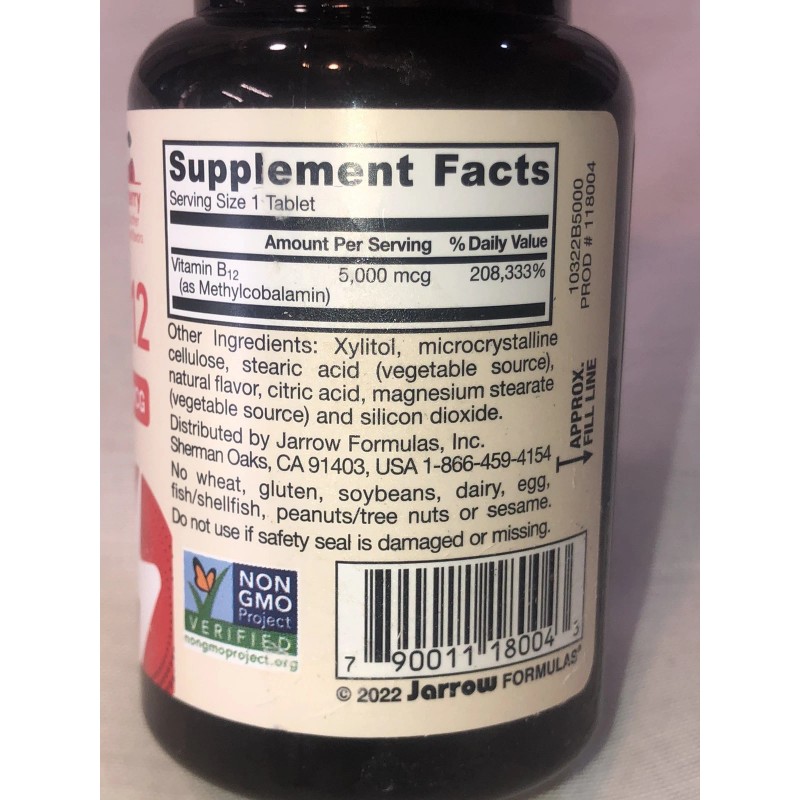 Supplement Facts
Serving Size 1 Tablet
Amount Per Serving % Daily Value
Vitamin B12 5,000 mcg 208,333%
(as Methylcobalamin)
Other Ingredients: Xylitol, microcrystalline
cellulose, stearic acid (vegetable source),
natural flavor, citric acid, magnesium stearate
(vegetable source) and silicon dioxide.
Distributed by Jarrow Formulas, Inc.
Sherman Oaks, CA 91403, USA 1-866-459-4154
No wheat, gluten, soybeans, dairy, egg,
fish/shellfish, peanuts/tree nuts or sesame.
Do not use if safety seal is damaged or missing.
10322B5000
PROD # 118004
APPROX.
FILL LINE
12
NON
GMO
Project
VERIFIED
nongmoproject.org
7 90011 18004 3
© 2022 Jarrow FORMULAS®